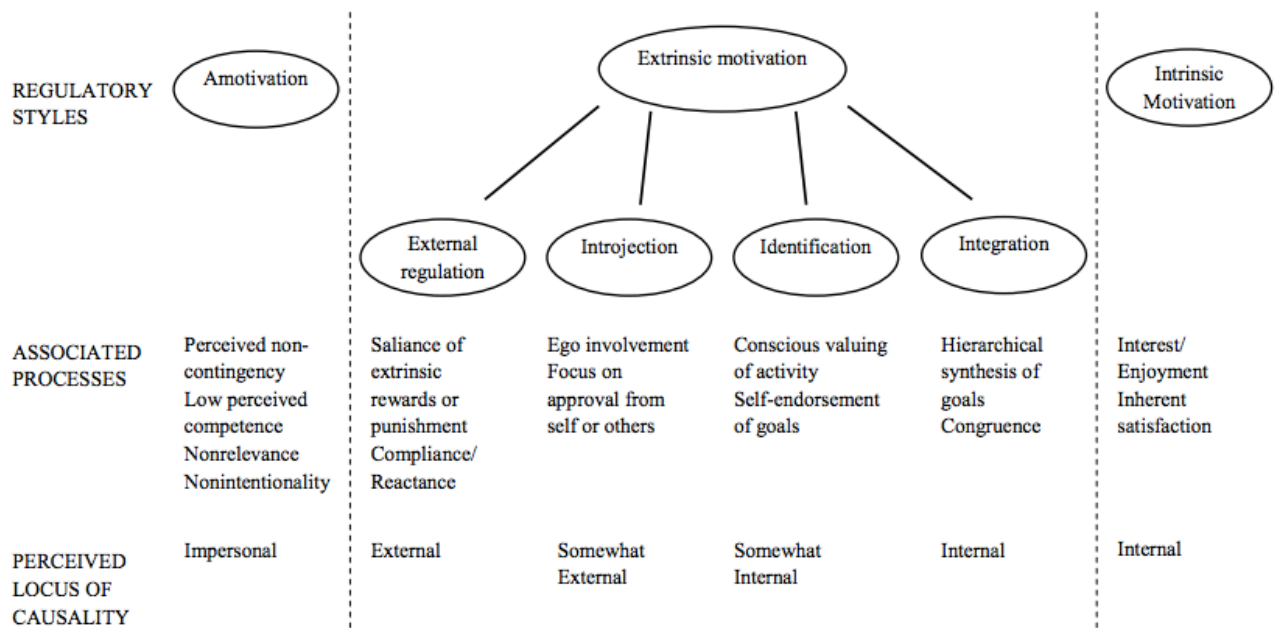 REGULATORY
STYLES
Amotivation
Extrinsic motivation
Intrinsic
Motivation
External
regulation
Introjection
Identification
Integration
ASSOCIATED
PROCESSES
Perceived non-
contingency
Low perceived
competence
Nonrelevance
Nonintentionality
Saliance of
extrinsic
rewards or
punishment
Compliance/
Reactance
Ego involvement
Focus on
approval from
self or others
Conscious valuing
of activity
Self-endorsement
of goals
Hierarchical
synthesis of
goals
Congruence
Interest/
Enjoyment
Inherent
satisfaction
PERCEIVED
LOCUS OF
CAUSALITY
Impersonal
External
Somewhat
External
Somewhat
Internal
Internal
Internal